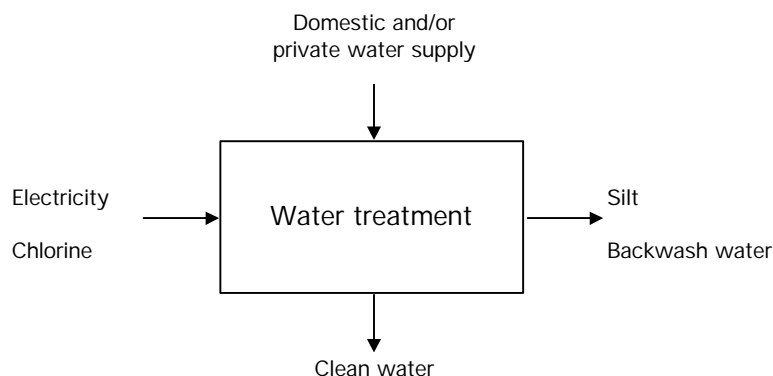 Domestic and/or
private water supply
Electricity
Chlorine
Water treatment
Silt
Backwash water
Clean water